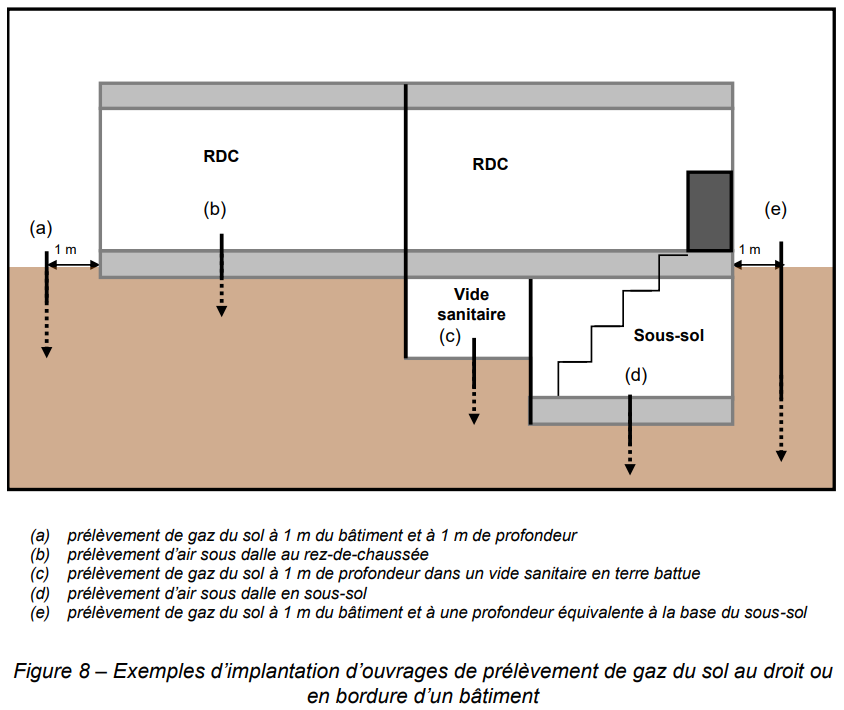 RDC
RDC
(b)
(a)
(e)
1 m
1 m
Vide
sanitaire
(c)
Sous-sol
(d)
(a) prélèvement de gaz du sol à 1 m du bâtiment et à 1 m de profondeur
(b) prélèvement d’air sous dalle au rez-de-chaussée
(c) prélèvement de gaz du sol à 1 m de profondeur dans un vide sanitaire en terre battue
(d) prélèvement d’air sous dalle en sous-sol
(e) prélèvement de gaz du sol à 1 m du bâtiment et à une profondeur équivalente à la base du sous-sol
Figure 8 – Exemples d’implantation d’ouvrages de prélèvement de gaz du sol au droit ou
en bordure d’un bâtiment